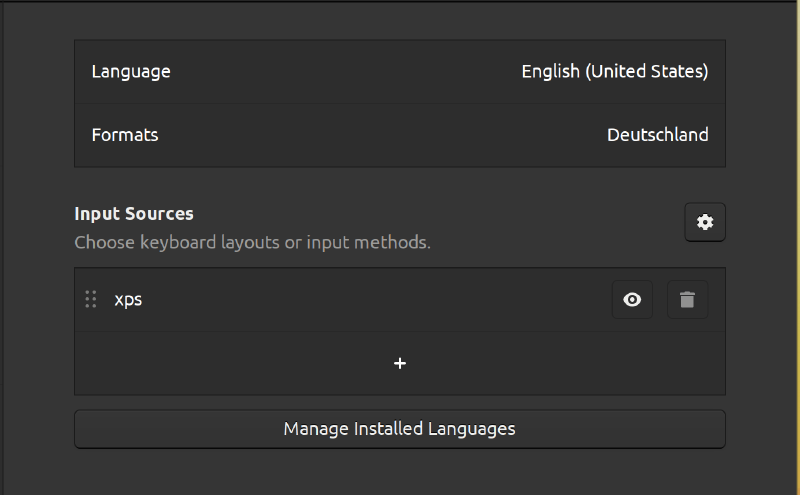 Language English (United States)
Formats Deutschland
Input Sources
Choose keyboard layouts or input methods.
xps
+
Manage Installed Languages